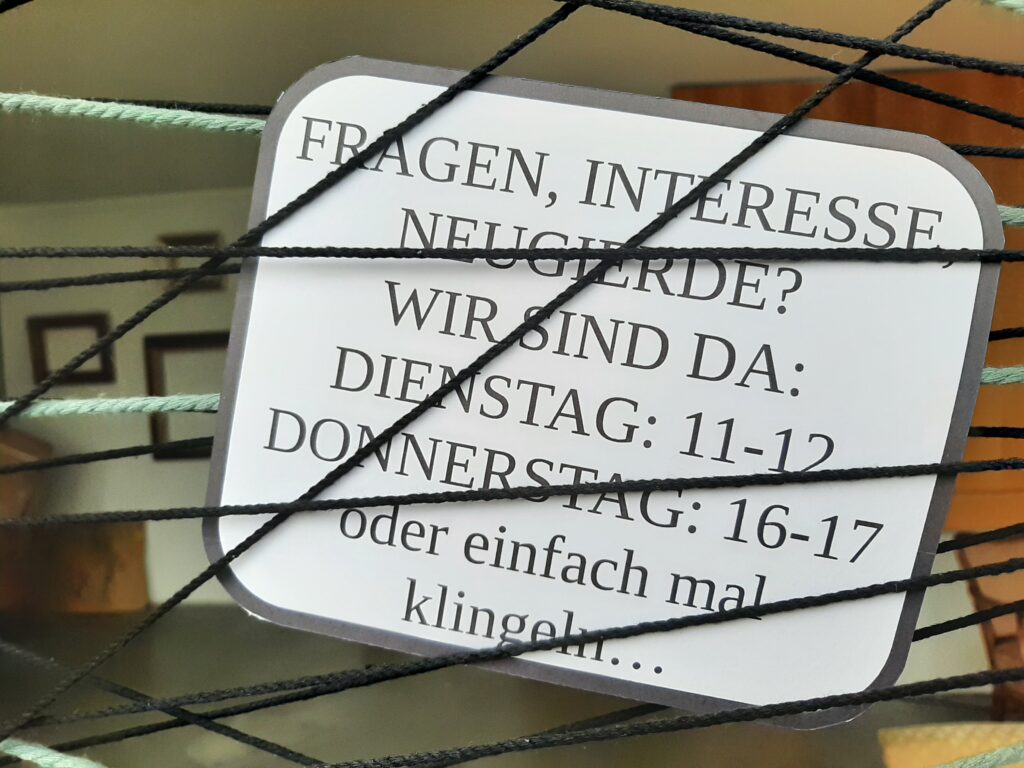 FRAGEN, INTERESSE,
NEUGIERDE?
WIR SIND DA:
DIENSTAG: 11-12
DONNERSTAG: 16-17
oder einfach mal
klingeln...